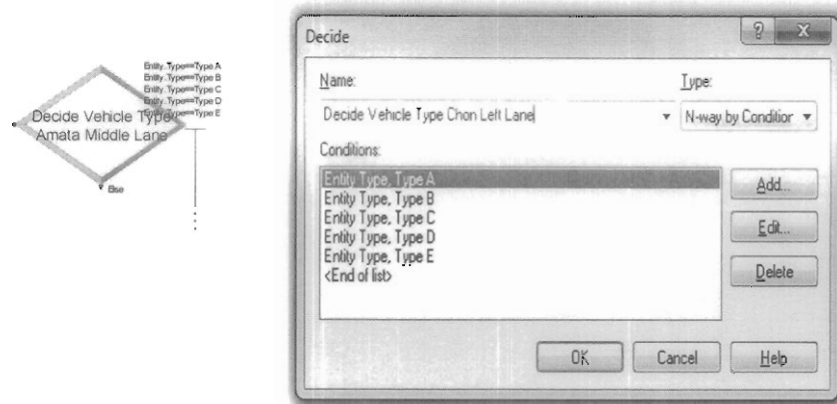 Entity.Type==Type A
Entity.Type==Type B
Entity.Type==Type C
Entity.Type==Type D
Entity.Type==Type E
Decide Vehicle Type
Amata Middle Lane
Else
Decide
Name:
Type:
Decide Vehicle Type Chon Left Lane
N-way by Condition
Conditions:
Entity Type, Type A
Entity Type, Type B
Entity Type, Type C
Entity Type, Type D
Entity Type, Type E
<End of list>
Add...
Edit...
Delete
OK
Cancel
Help